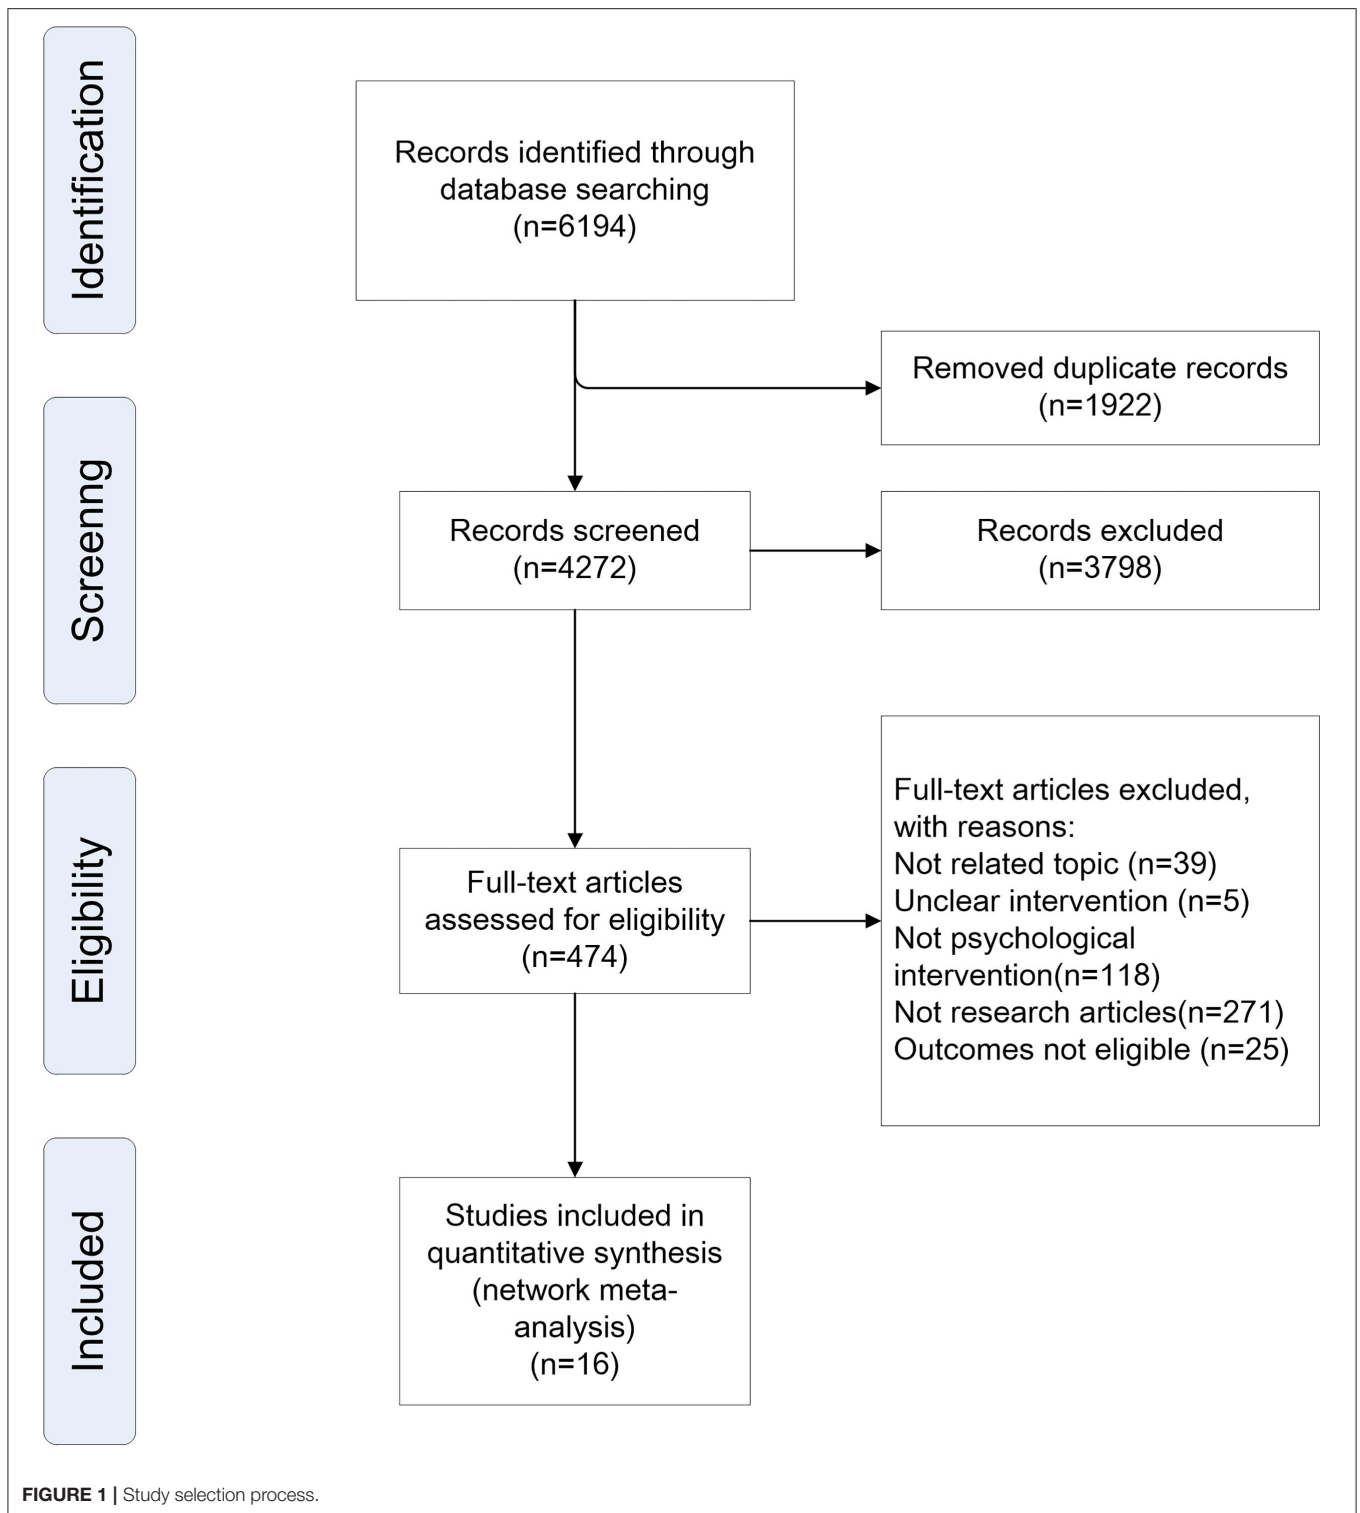 Identification
Records identified through
database searching
(n=6194)
Removed duplicate records
(n=1922)
Screenng
Records screened
(n=4272)
Records excluded
(n=3798)
Eligibility
Full-text articles
assessed for eligibility
(n=474)
Full-text articles excluded,
with reasons:
Not related topic (n=39)
Unclear intervention (n=5)
Not psychological
intervention(n=118)
Not research articles(n=271)
Outcomes not eligible (n=25)
Included
Studies included in
quantitative synthesis
(network meta-
analysis)
(n=16)
FIGURE 1 | Study selection process.